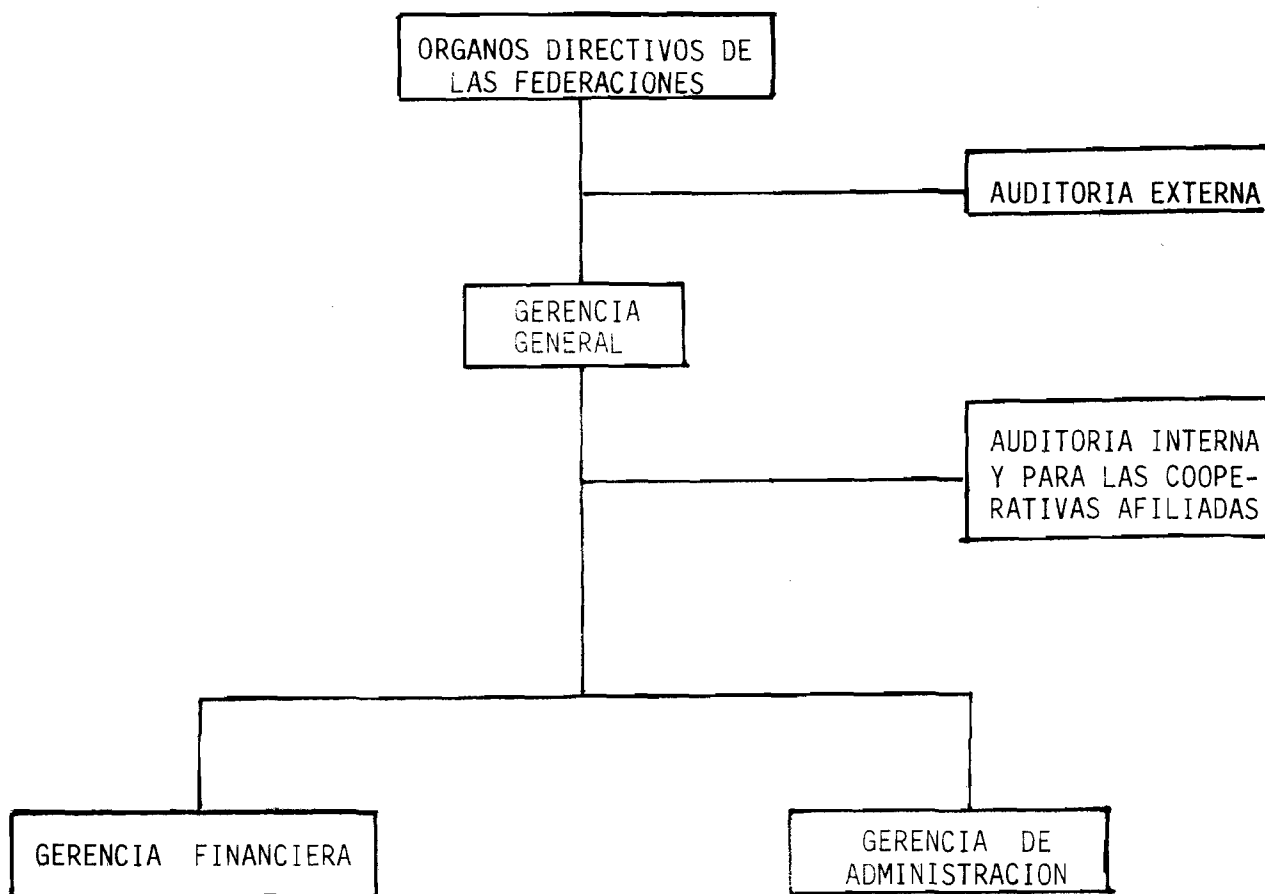 ORGANOS DIRECTIVOS DE
LAS FEDERACIONES
AUDITORIA EXTERNA
GERENCIA
GENERAL
AUDITORIA INTERNA
Y PARA LAS COOPE-
RATIVAS AFILIADAS
GERENCIA FINANCIERA
GERENCIA DE
ADMINISTRACION